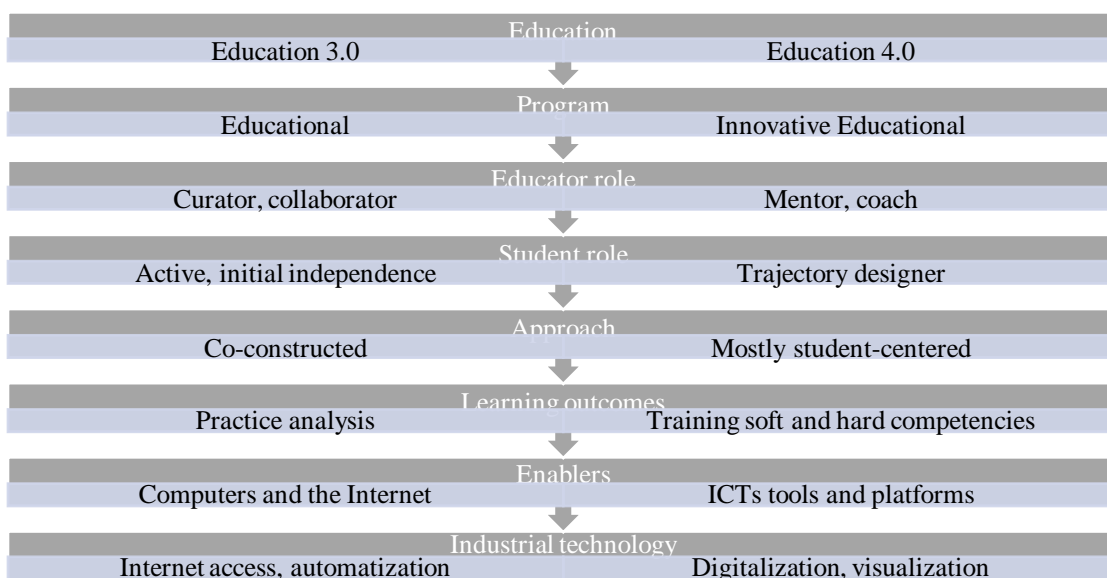 Education
Education 3.0 Education 4.0
Program
Educational Innovative Educational
Educator role
Curator, collaborator Mentor, coach
Student role
Active, initial independence Trajectory designer
Approach
Co-constructed Mostly student-centered
Learning outcomes
Practice analysis Training soft and hard competencies
Enablers
Computers and the Internet ICTs tools and platforms
Industrial technology
Internet access, automatization Digitalization, visualization